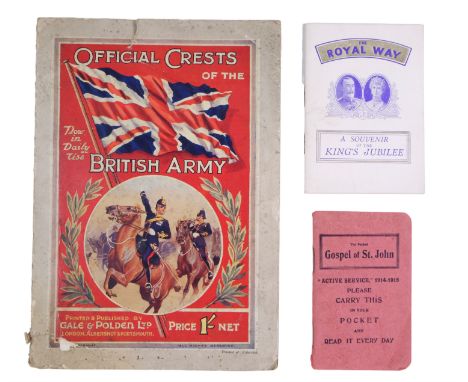 OFFICIAL CRESTS
OF THE
Now
in
Daily
Use
BRITISH ARMY
PRINTED & PUBLISHED BY
GALE & POLDEN LTD
LONDON, ALDERSHOT & PORTSMOUTH.
PRICE 1/- NET
THE
ROYAL WAY
A SOUVENIR
OF THE
KING'S JUBILEE
The Pocket
Gospel of St. John
"ACTIVE SERVICE," 1914-1915
PLEASE
CARRY THIS
IN YOUR
POCKET
AND
READ IT EVERY DAY